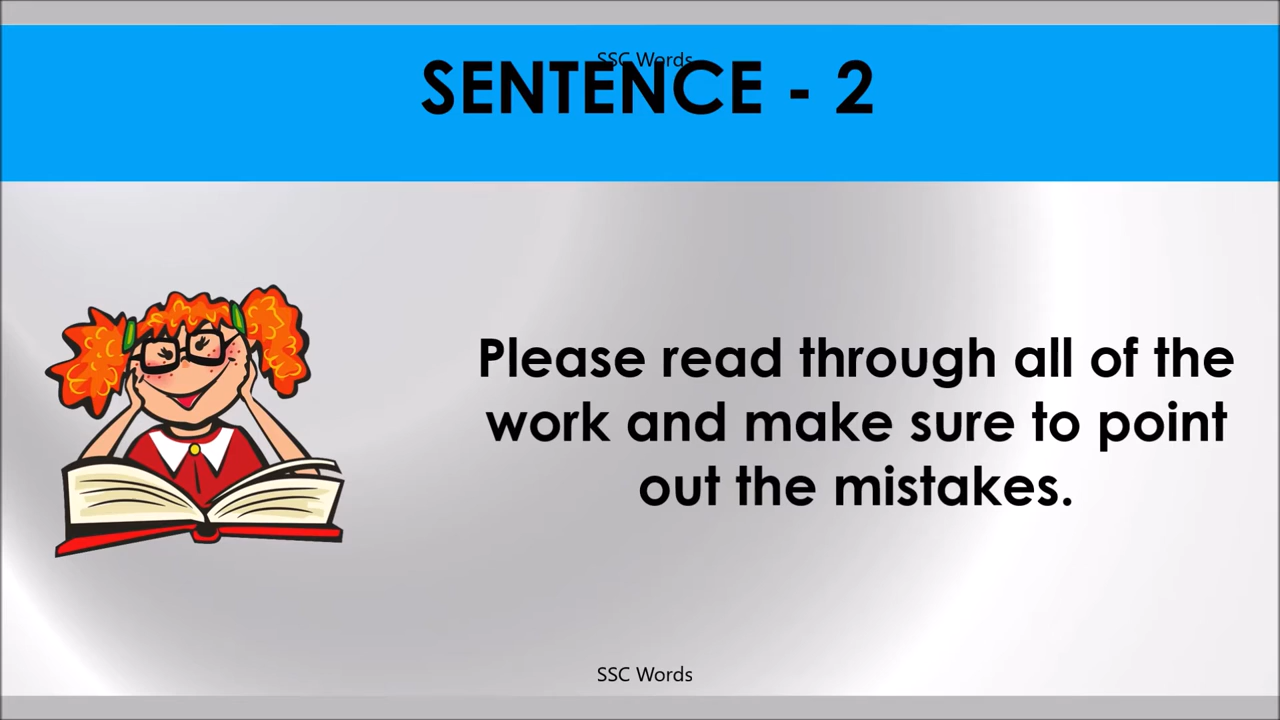 SSC Words
SENTENCE - 2
Please read through all of the
work and make sure to point
out the mistakes.
SSC Words